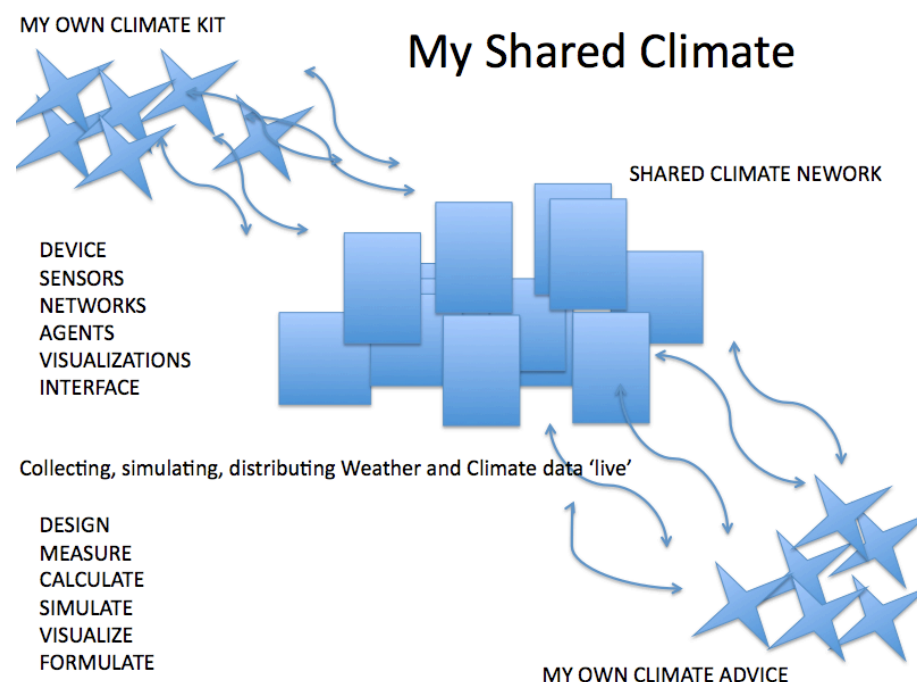 MY OWN CLIMATE KIT
My Shared Climate
SHARED CLIMATE NEWORK
DEVICE
SENSORS
NETWORKS
AGENTS
VISUALIZATIONS
INTERFACE
Collecting, simulating, distributing Weather and Climate data ‘live’
DESIGN
MEASURE
CALCULATE
SIMULATE
VISUALIZE
FORMULATE
MY OWN CLIMATE ADVICE